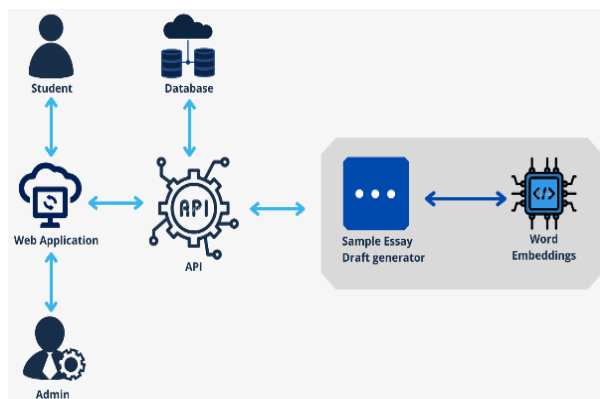 Student
Database
Web Application
API
API
Sample Essay
Draft generator
</>
Word
Embeddings
Admin